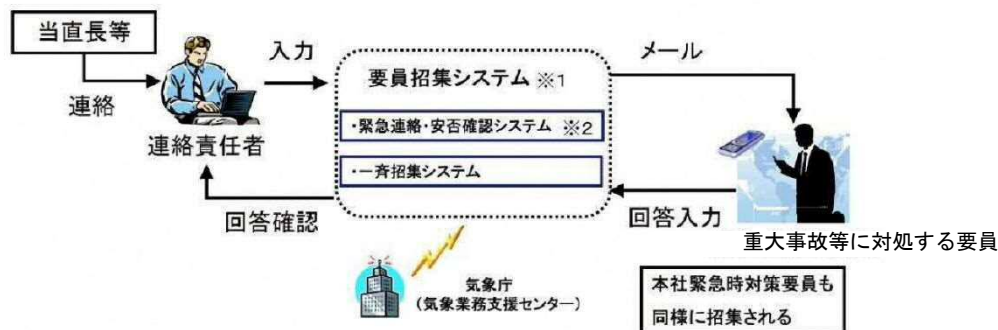 当直長等
連絡
連絡責任者
入力
要員招集システム ※1
・緊急連絡・安否確認システム ※2
・一斉招集システム
メール
回答確認
回答入力
重大事故等に対処する要員
気象庁
(気象業務支援センター)
本社緊急時対策要員も
同様に招集される